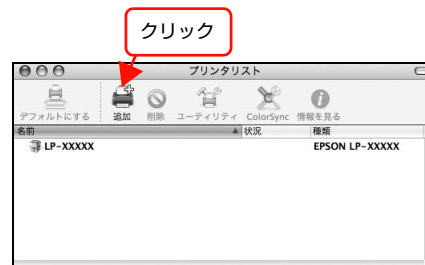 クリック
プリンタリスト
デフォルトにする 追加 削除 ユーティリティ ColorSync 情報を見る
名前 状況 種類
LP-XXXXX EPSON LP-XXXXX